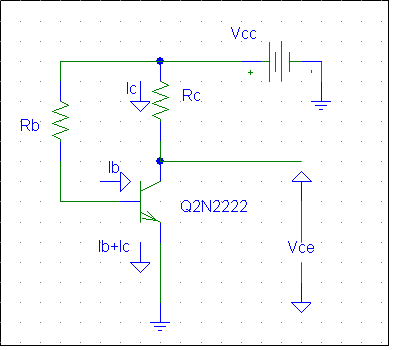 Vcc
+
-
Ic
Rc
Rb
Ib
Q2N2222
Ib+Ic
Vce